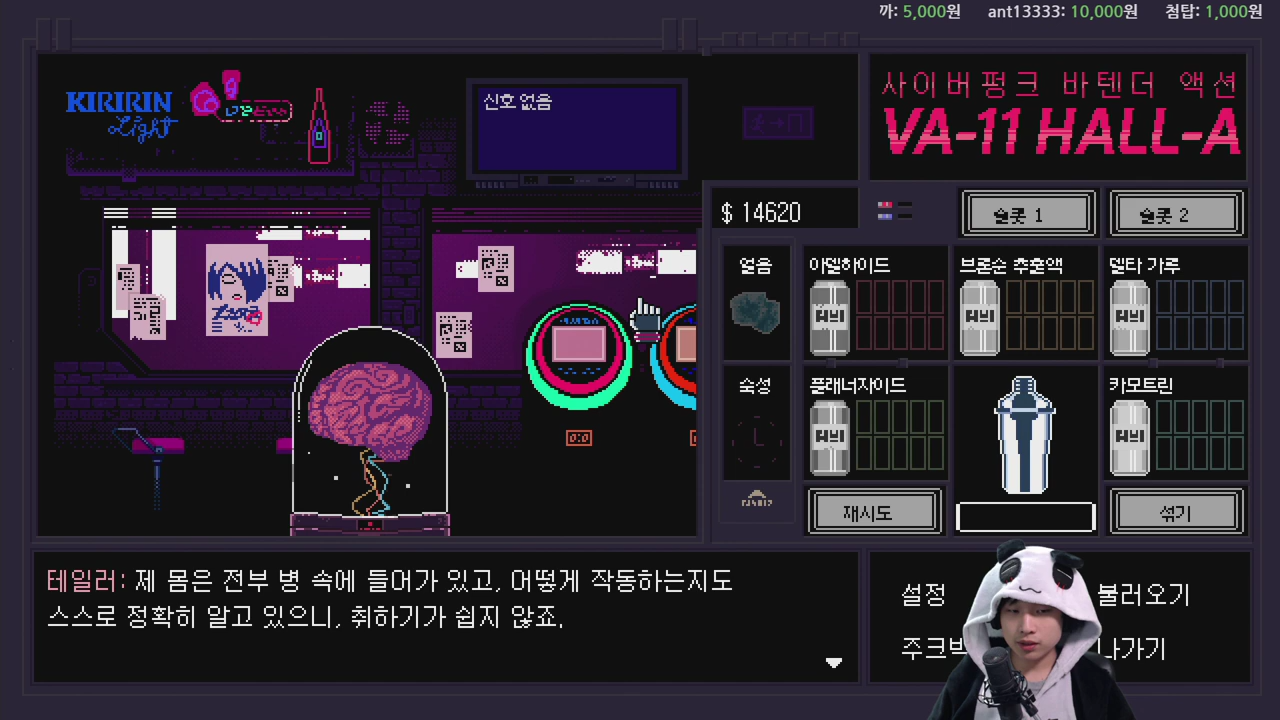 까: 5,000원 ant13333: 10,000원 첨탑: 1,000원
KIRIRIN
Light
신호 없음
사이버펑크 바텐더 액션
VA-11 HALL-A
$ 14620
슬롯 1
슬롯 2
얼음
아델하이드
브론슨 추출액
델타 가루
숙성
플래너자이드
카모트린
재시도
섞기
테일러: 제 몸은 전부 병 속에 들어가 있고, 어떻게 작동하는지도
스스로 정확히 알고 있으니, 취하기가 쉽지 않죠.
설정
불러오기
주크박
나가기